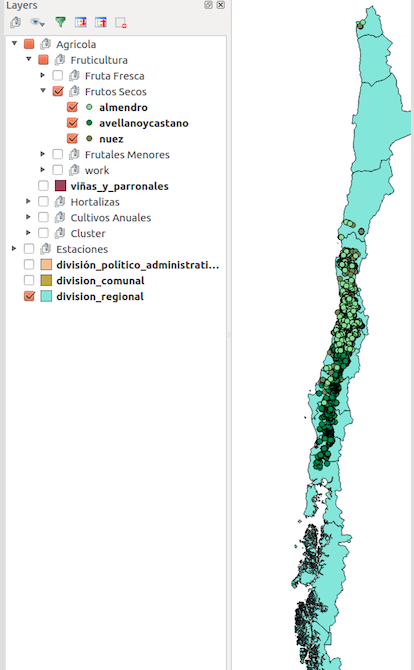 Layers
Agricola
Fruticultura
Fruta Fresca
Frutos Secos
almendro
avellanoycastano
nuez
Frutales Menores
work
viñas_y_parronales
Hortalizas
Cultivos Anuales
Cluster
Estaciones
división_político_administrati...
division_comunal
division_regional